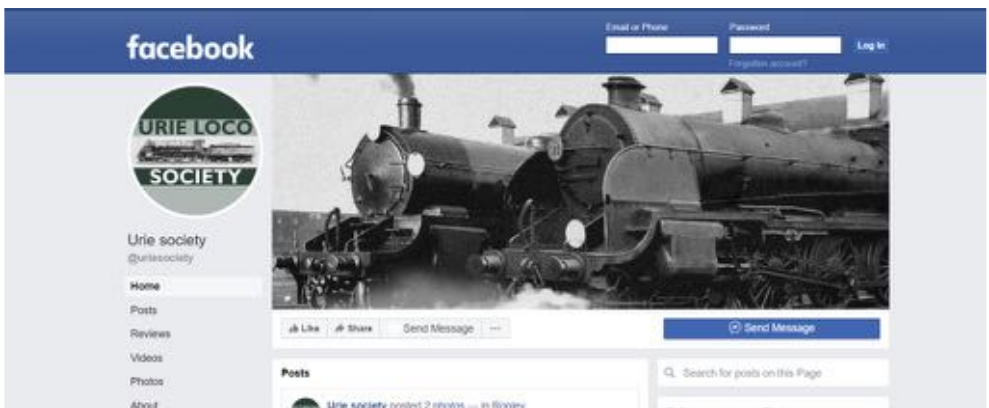 facebook
Email or Phone
Password
Log In
Forgotten account?
URIE LOCO
SOCIETY
Urie society
@uriesociety
Home
Posts
Reviews
Videos
Photos
About
Like
Share
Send Message
Send Message
Posts
Search for posts on this Page
Urie society posted 2 photos — in Ropley